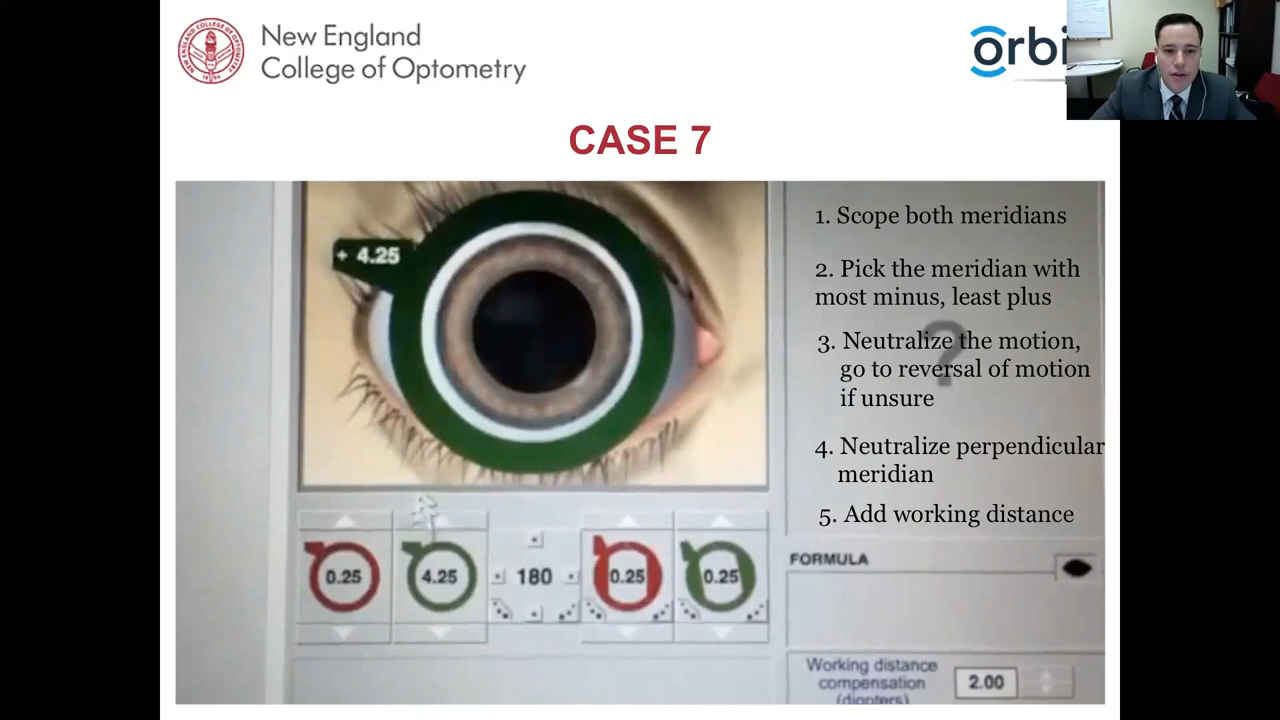 New England
College of Optometry
orbi
CASE 7
+ 4.25
1. Scope both meridians
2. Pick the meridian with
most minus, least plus
3. Neutralize the motion,
go to reversal of motion
if unsure
?
4. Neutralize perpendicular
meridian
5. Add working distance
0.25
4.25
180
0.25
0.25
FORMULA
Working distance
compensation
(diopters)
2.00